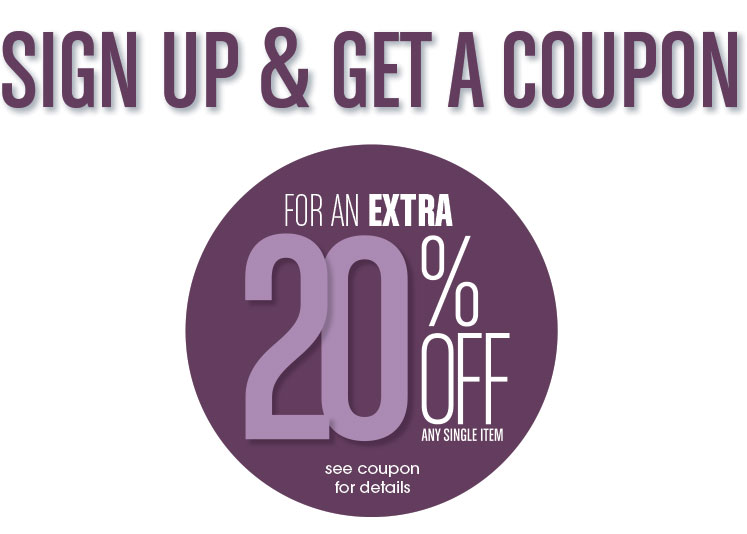 SIGN UP & GET A COUPON
FOR AN EXTRA
20% OFF
ANY SINGLE ITEM
see coupon
for details